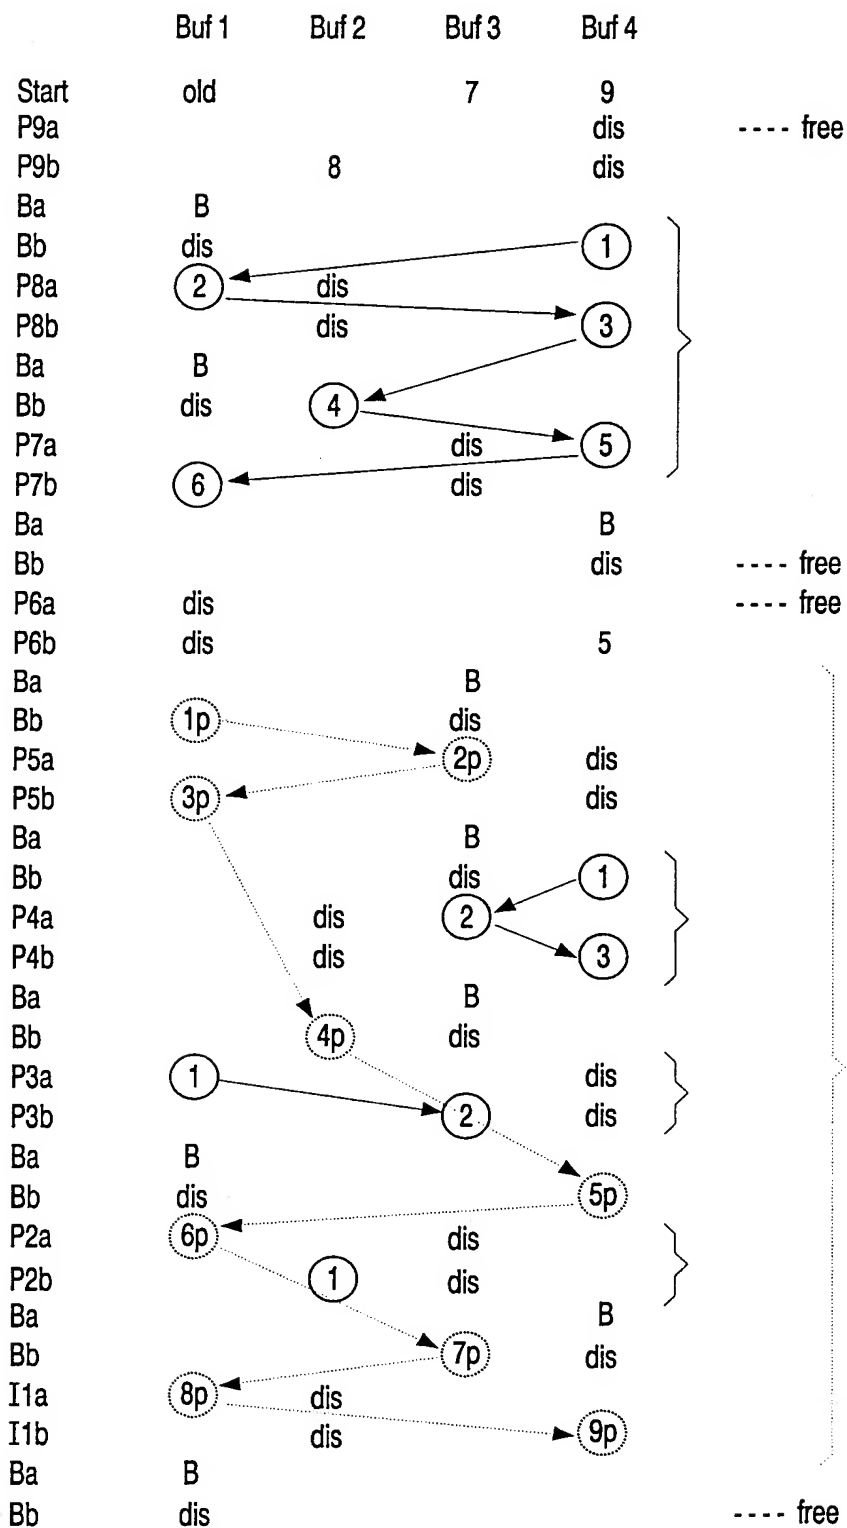 Buf 1 Buf 2 Buf 3 Buf 4
Start old 7 9
P9a dis ---- free
P9b 8 dis
Ba B
Bb dis 1
P8a 2 dis
P8b dis 3
Ba B
Bb dis 4
P7a dis 5
P7b 6 dis
Ba B
Bb dis ---- free
P6a dis ---- free
P6b dis 5
Ba B
Bb 1p dis
P5a 2p dis
P5b 3p dis
Ba B
Bb dis 1
P4a dis 2
P4b dis 3
Ba B
Bb 4p dis
P3a 1 dis
P3b 2 dis
Ba B
Bb dis 5p
P2a 6p dis
P2b 1 dis
Ba B
Bb 7p dis
I1a 8p dis
I1b dis 9p
Ba B
Bb dis ---- free